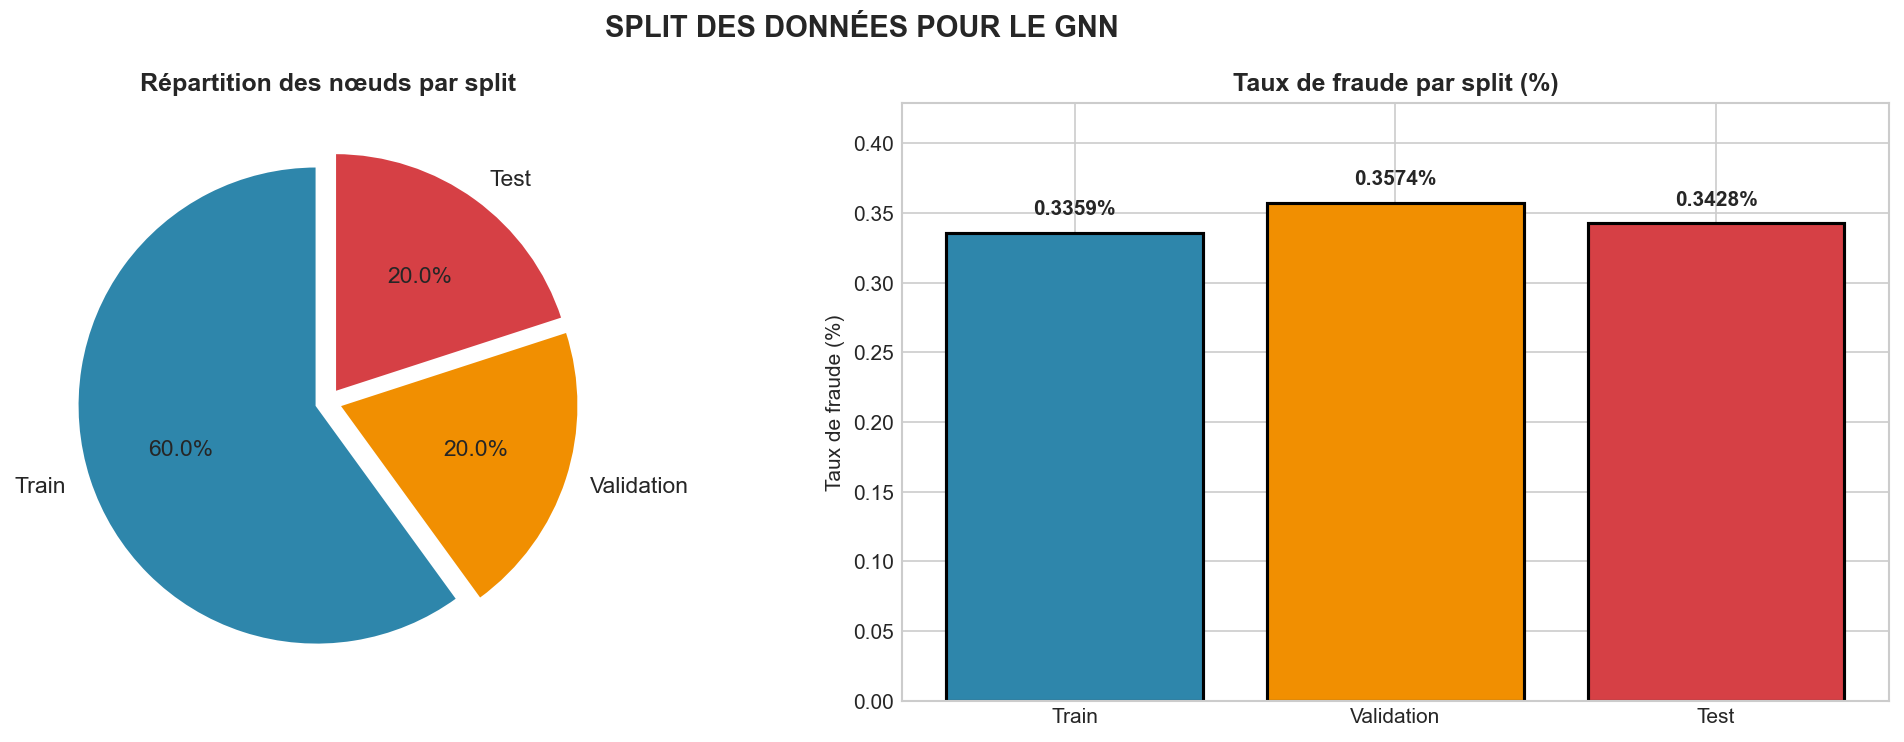 SPLIT DES DONNÉES POUR LE GNN
Répartition des nœuds par split
Test
20.0%
60.0%
20.0%
Train
Validation
Taux de fraude par split (%)
Taux de fraude (%)
0.40
0.35
0.30
0.25
0.20
0.15
0.10
0.05
0.00
0.3359%
0.3574%
0.3428%
Train
Validation
Test